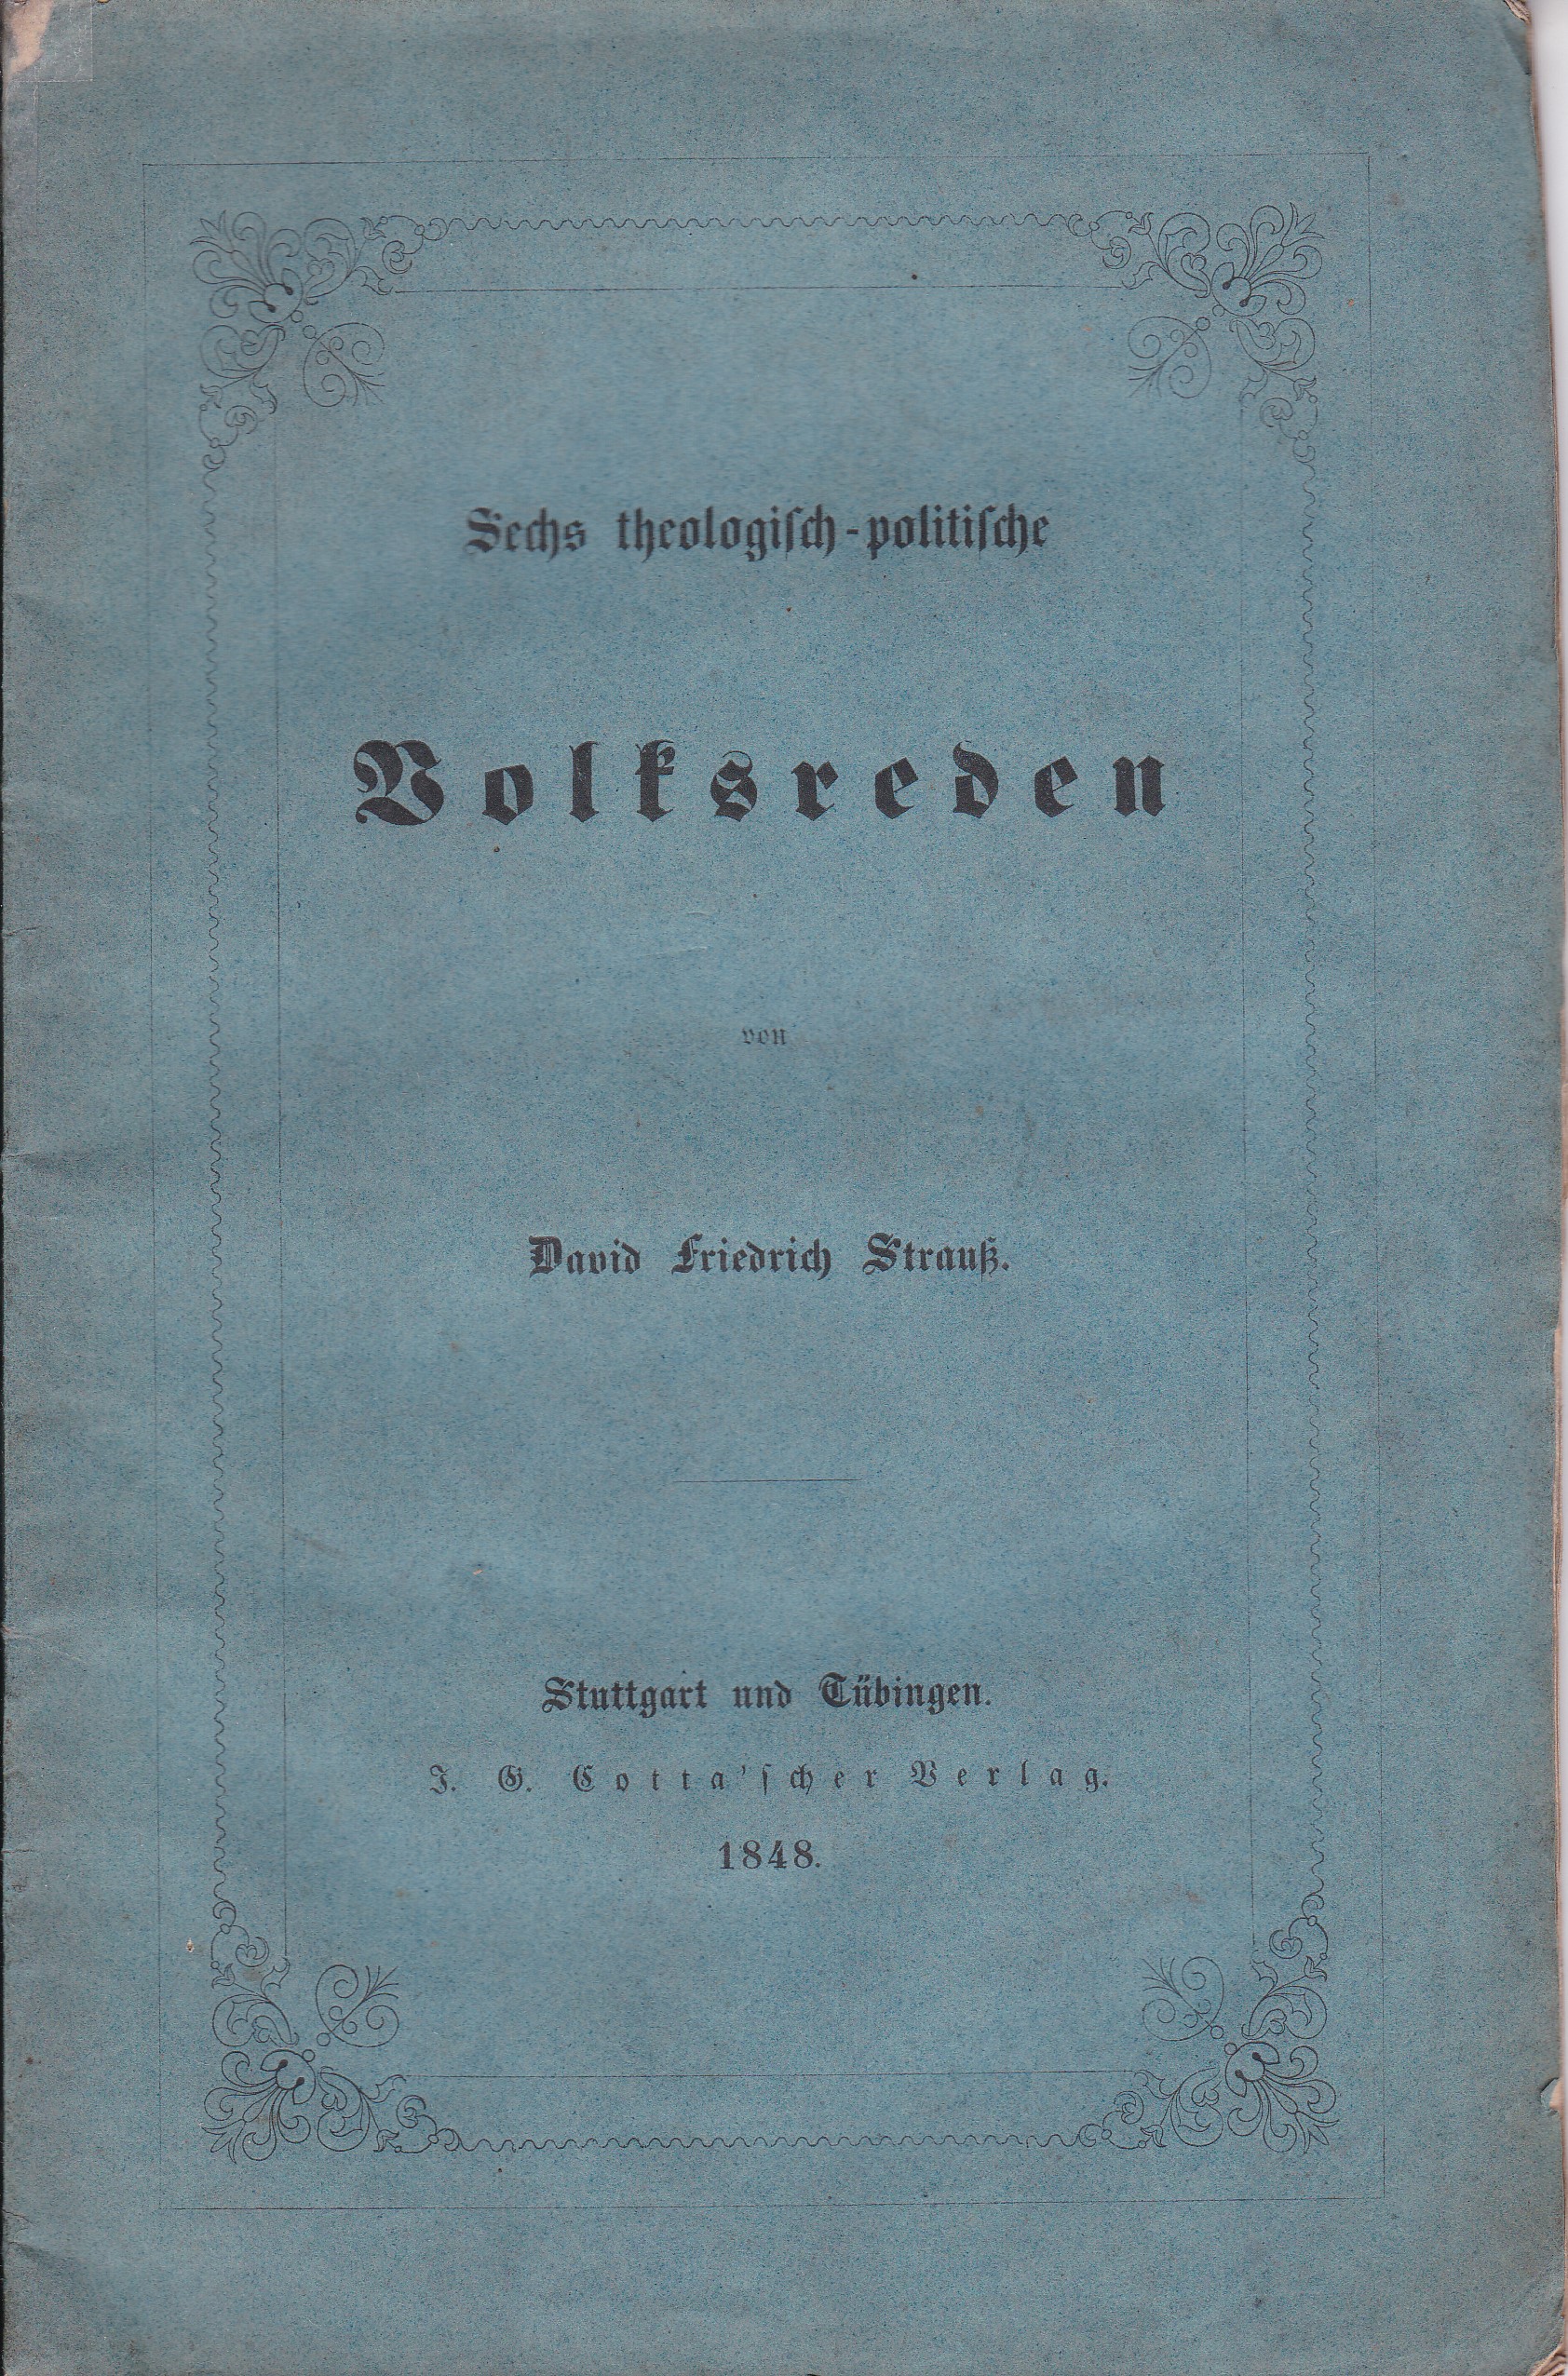 Sechs theologiſch-politiſche
Volksreden
von
David Friedrich Strauß.
Stuttgart und Tübingen.
J. G. Cotta'ſcher Verlag.
1848.